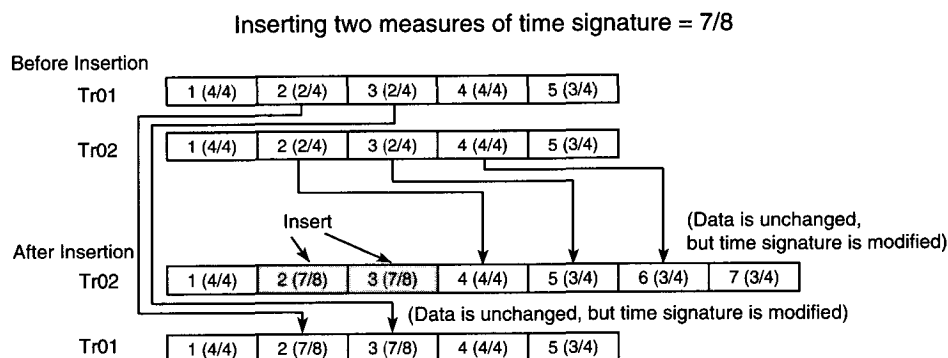 Inserting two measures of time signature = 7/8
Before Insertion
Tr01 1 (4/4) 2 (2/4) 3 (2/4) 4 (4/4) 5 (3/4)
Tr02 1 (4/4) 2 (2/4) 3 (2/4) 4 (4/4) 5 (3/4)
Insert
(Data is unchanged,
but time signature is modified)
After Insertion
Tr02 1 (4/4) 2 (7/8) 3 (7/8) 4 (4/4) 5 (3/4) 6 (3/4) 7 (3/4)
(Data is unchanged, but time signature is modified)
Tr01 1 (4/4) 2 (7/8) 3 (7/8) 4 (4/4) 5 (3/4)